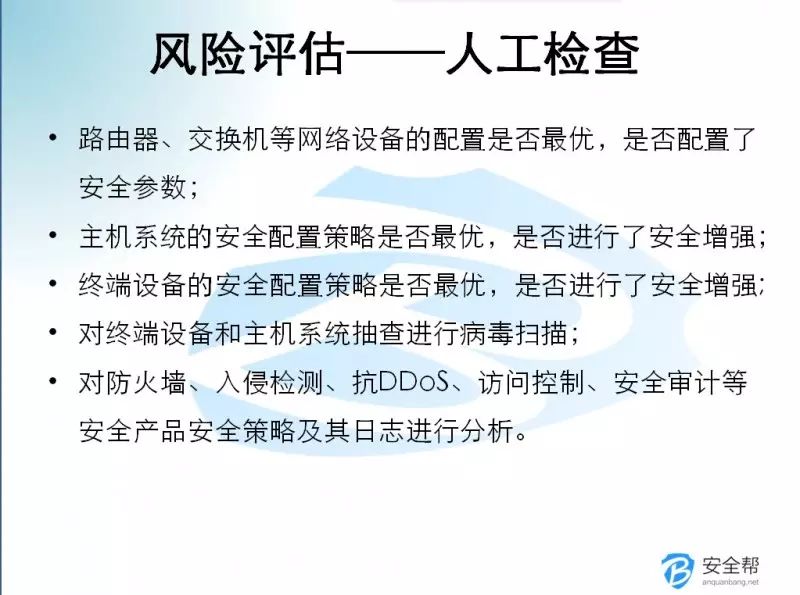 风险评估——人工检查
• 路由器、交换机等网络设备的配置是否最优，是否配置了
安全参数；
• 主机系统的安全配置策略是否最优，是否进行了安全增强；
• 终端设备的安全配置策略是否最优，是否进行了安全增强；
• 对终端设备和主机系统抽查进行病毒扫描；
• 对防火墙、入侵检测、抗DDoS、访问控制、安全审计等
安全产品安全策略及其日志进行分析。
安全帮
anquanbang.net